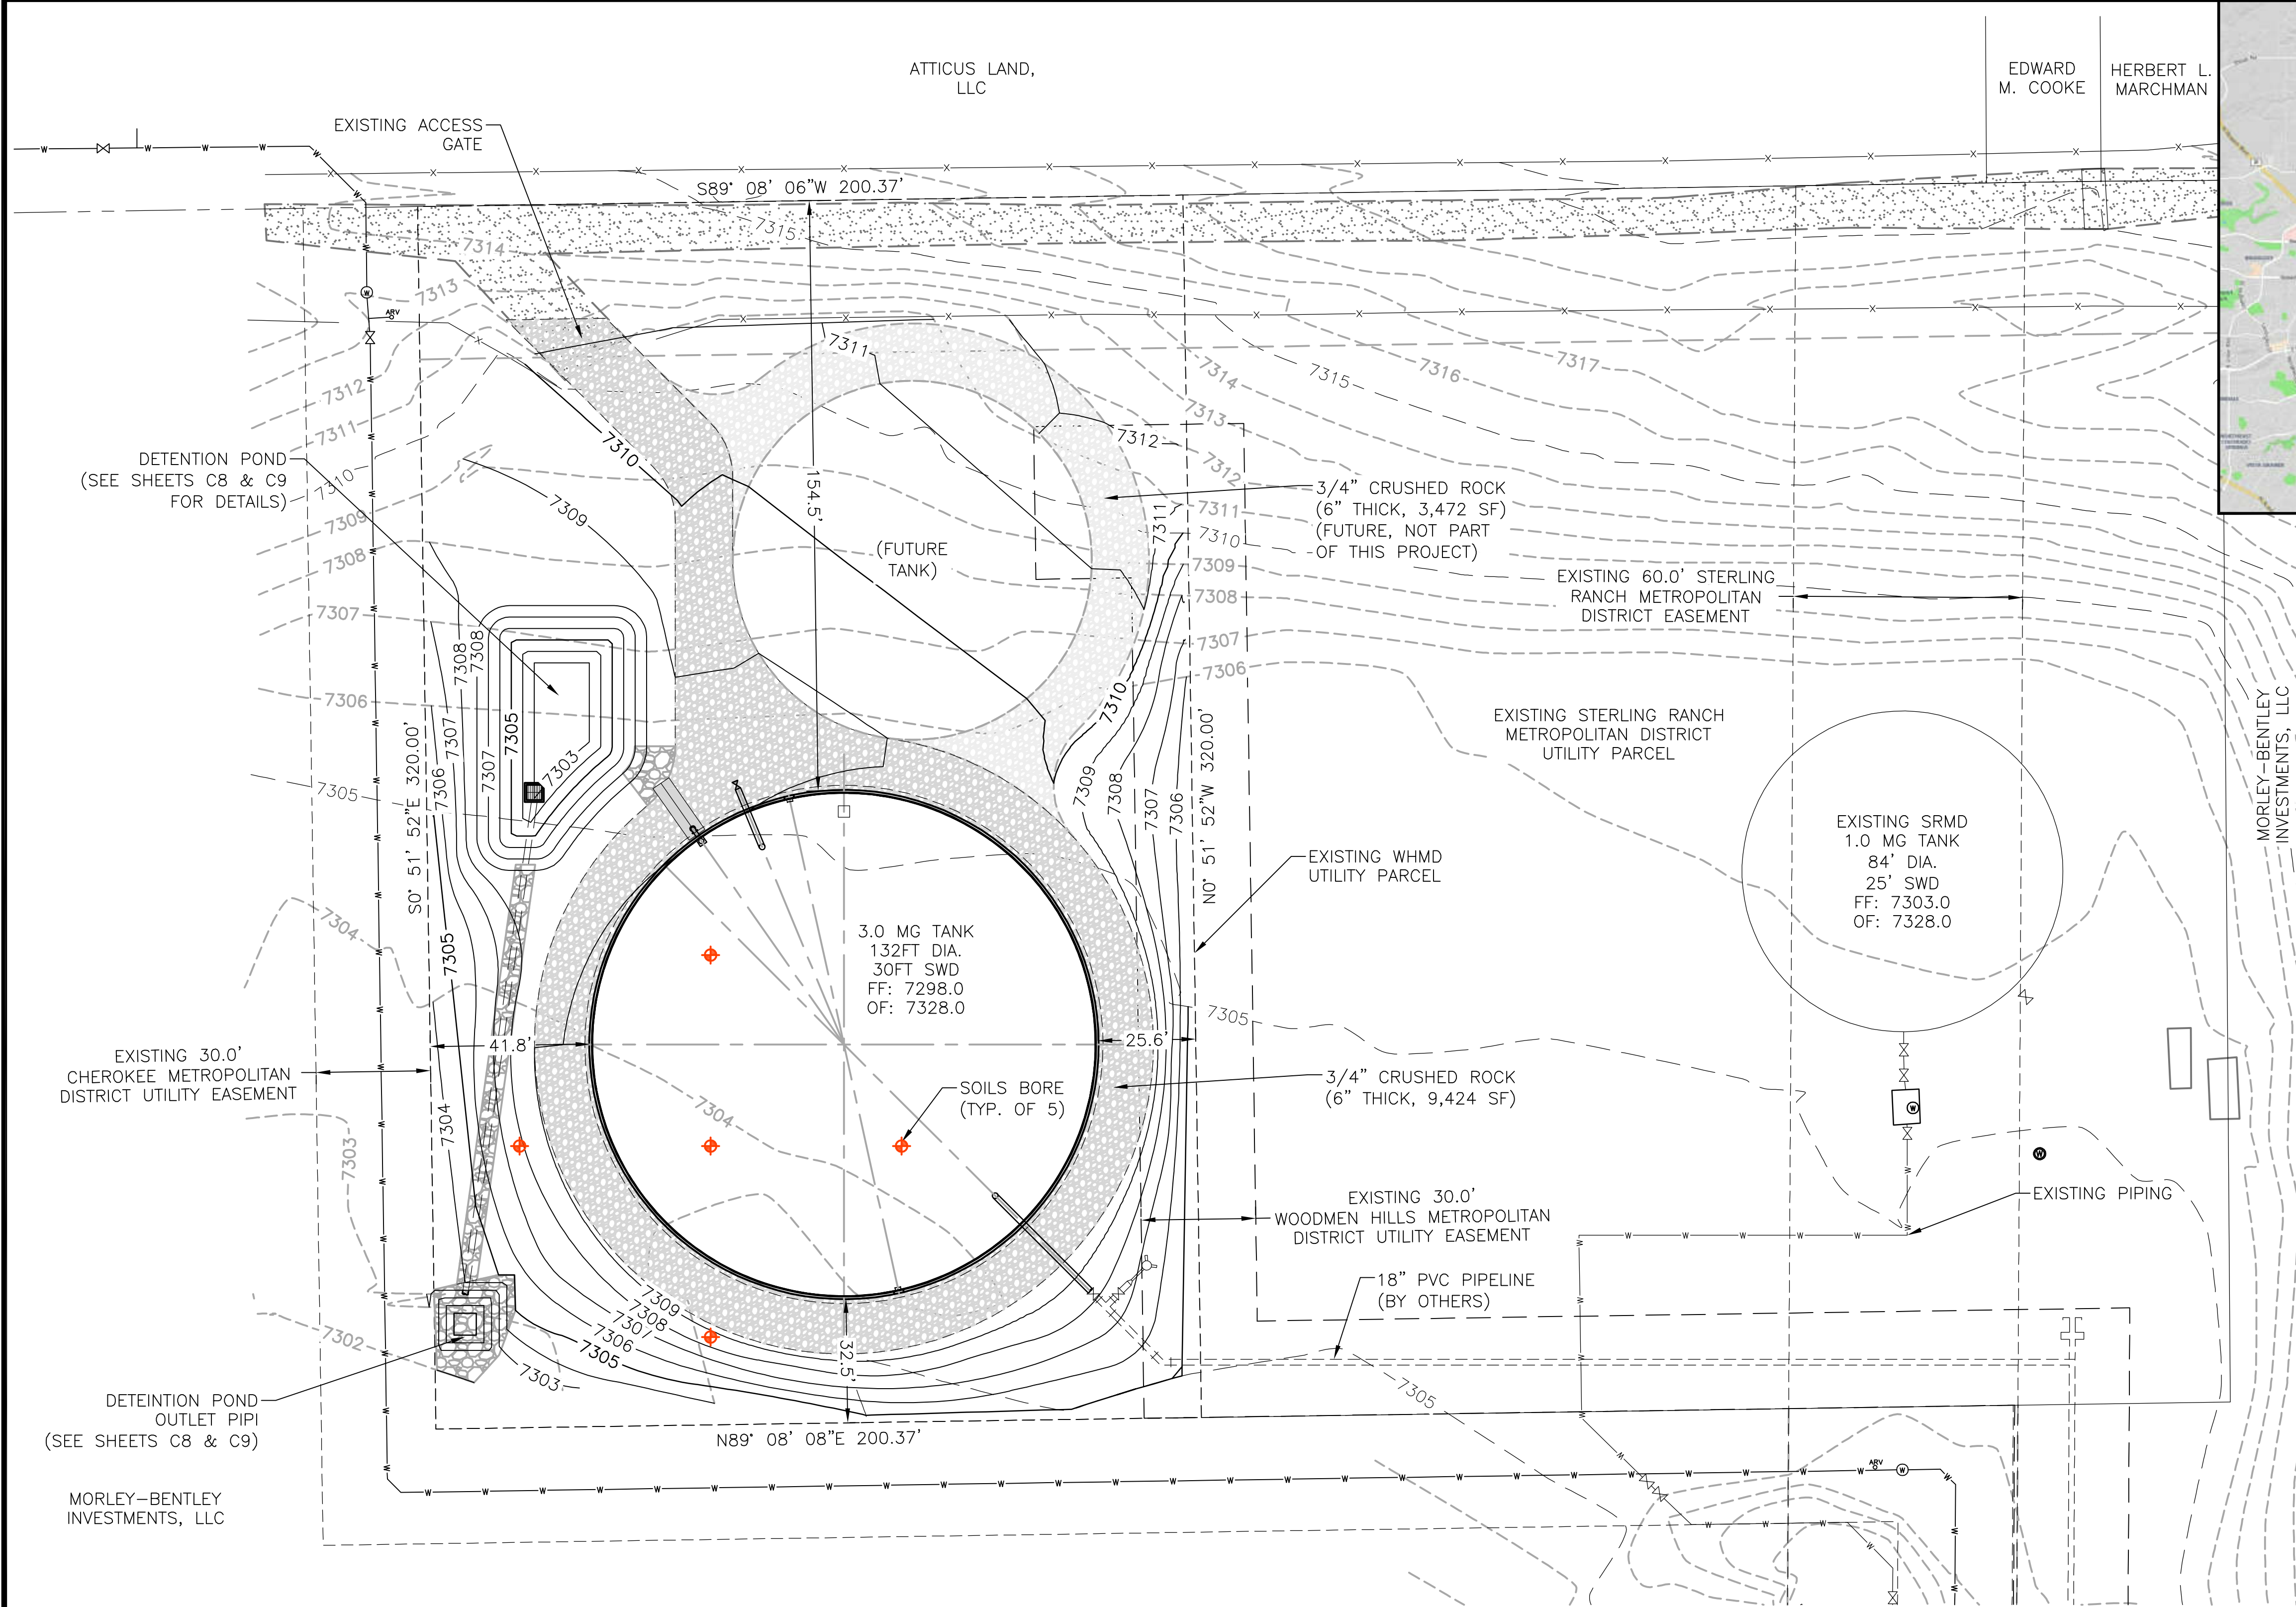 ATTICUS LAND,
LLC
EDWARD
M. COOKE
HERBERT L.
MARCHMAN
EXISTING ACCESS
GATE
S89° 08' 06"W 200.37'
7314
7315
7313
ARV
7312
7311
7310
7311
7310
7309
7314
7313
7312
7312
7315
7316
7317
DETENTION POND
(SEE SHEETS C8 & C9
FOR DETAILS)
7310
7309
7308
7307
7306
7305
154.5'
(FUTURE
TANK)
3/4" CRUSHED ROCK
(6" THICK, 3,472 SF)
(FUTURE, NOT PART
OF THIS PROJECT)
7311
7311
7310
7309
7308
7307
7306
7310
7309
7308
7307
7306
EXISTING 60.0' STERLING
RANCH METROPOLITAN
DISTRICT EASEMENT
EXISTING STERLING RANCH
METROPOLITAN DISTRICT
UTILITY PARCEL
MORLEY-BENTLEY
INVESTMENTS, LLC
7308
7308
7307
7307
7306
7305
7303
S0° 51' 52"E 320.00'
N0° 51' 52"W 320.00'
EXISTING SRMD
1.0 MG TANK
84' DIA.
25' SWD
FF: 7303.0
OF: 7328.0
EXISTING WHMD
UTILITY PARCEL
3.0 MG TANK
132FT DIA.
30FT SWD
FF: 7298.0
OF: 7328.0
7304
7305
7305
41.8'
25.6'
EXISTING 30.0'
CHEROKEE METROPOLITAN
DISTRICT UTILITY EASEMENT
SOILS BORE
(TYP. OF 5)
3/4" CRUSHED ROCK
(6" THICK, 9,424 SF)
7304
7304
7303
EXISTING 30.0'
WOODMEN HILLS METROPOLITAN
DISTRICT UTILITY EASEMENT
EXISTING PIPING
18" PVC PIPELINE
(BY OTHERS)
7302
7309
7308
7307
7306
7305
7303
32.5'
7305
DETEINTION POND
OUTLET PIPI
(SEE SHEETS C8 & C9)
N89° 08' 08"E 200.37'
ARV
MORLEY-BENTLEY
INVESTMENTS, LLC